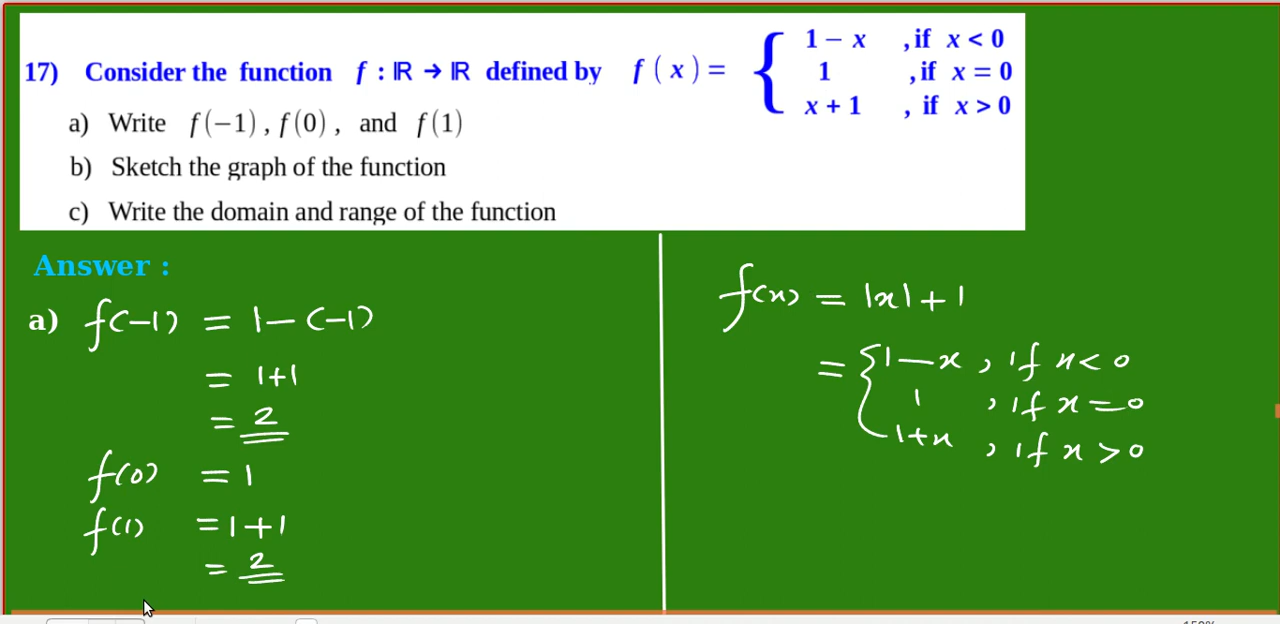 17) Consider the function f : ℝ → ℝ defined by f ( x ) = { 1 − x , if x < 0
1 , if x = 0
x + 1 , if x > 0
a) Write f(−1) , f(0) , and f(1)
b) Sketch the graph of the function
c) Write the domain and range of the function
Answer :
a) f(-1) = 1-(-1)
= 1+1
= 2
f(0) = 1
f(1) = 1+1
= 2
f(x) = |x|+1
= { 1-x , if x < 0
1 , if x = 0
1+x , if x > 0
150%